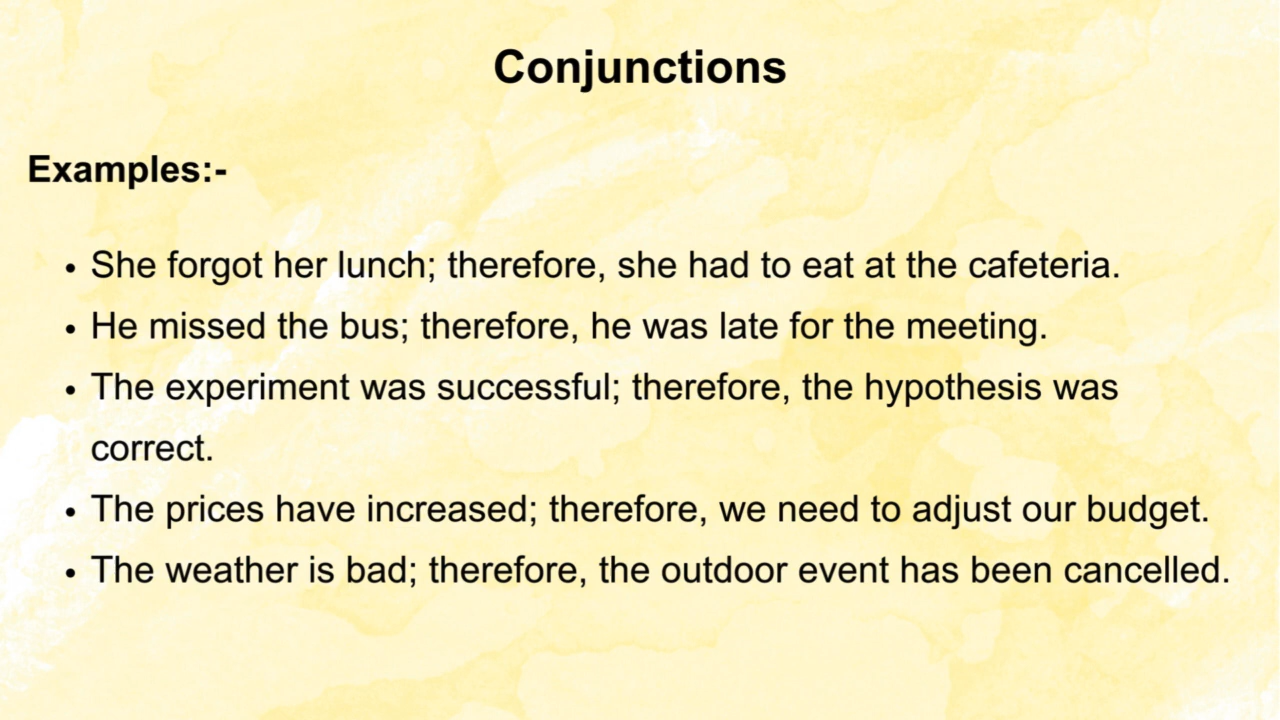 Conjunctions
Examples:-
• She forgot her lunch; therefore, she had to eat at the cafeteria.
• He missed the bus; therefore, he was late for the meeting.
• The experiment was successful; therefore, the hypothesis was
correct.
• The prices have increased; therefore, we need to adjust our budget.
• The weather is bad; therefore, the outdoor event has been cancelled.